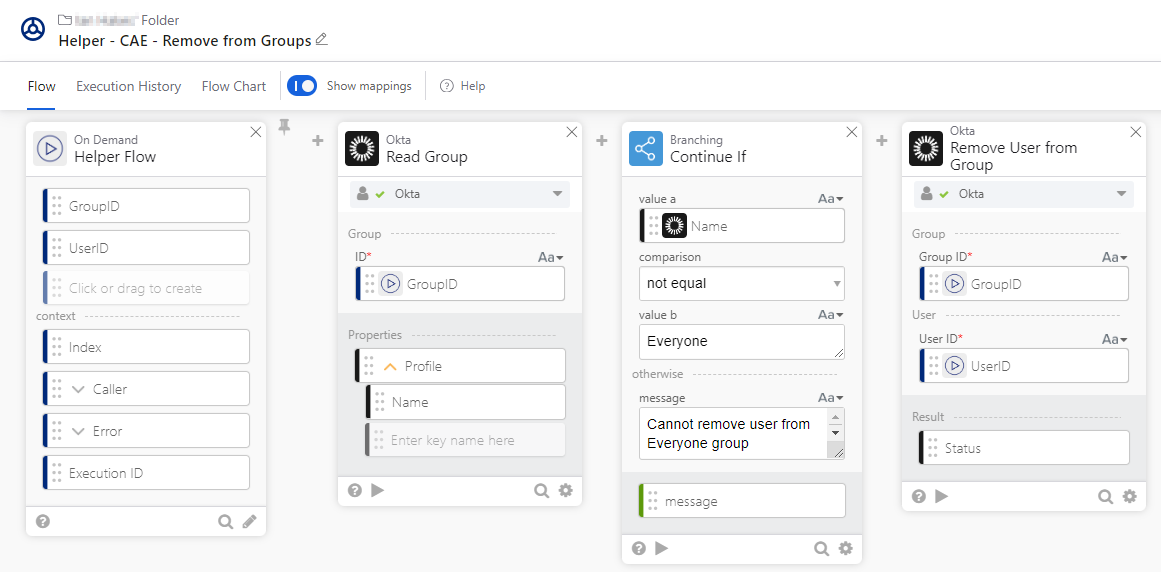 Folder
Helper - CAE - Remove from Groups
Flow
Execution History
Flow Chart
Show mappings
Help
On Demand
Helper Flow
GroupID
UserID
Click or drag to create
context
Index
Caller
Error
Execution ID
Okta
Read Group
Okta
Group
ID*
Aa
GroupID
Properties
Profile
Name
Enter key name here
Branching
Continue If
value a
Aa
Name
comparison
not equal
value b
Aa
Everyone
otherwise
message
Aa
Cannot remove user from
Everyone group
message
Okta
Remove User from
Group
Okta
Group
Group ID*
Aa
GroupID
User
User ID*
Aa
UserID
Result
Status